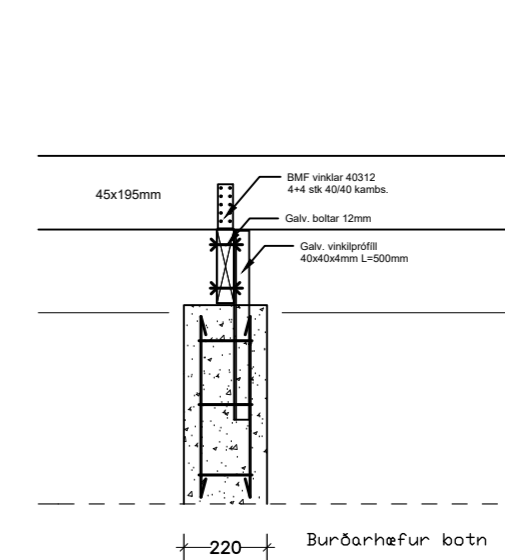 45x195mm
BMF vinklar 40312
4+4 stk 40/40 kambs.
Galv. boltar 12mm
Galv. vinkilprófíll
40x40x4mm L=500mm
220
Burðarhæfur botn